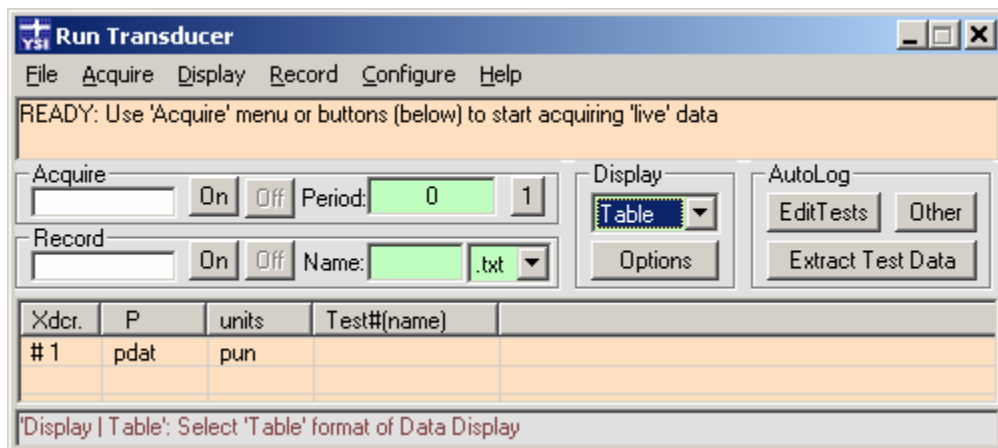 YSI Run Transducer
File Acquire Display Record Configure Help
READY: Use 'Acquire' menu or buttons (below) to start acquiring 'live' data
Acquire
On Off Period: 0 1
Record
On Off Name: .txt
Display
Table
Options
AutoLog
EditTests Other
Extract Test Data
Xdcr. P units Test#(name)
# 1 pdat pun
'Display | Table': Select 'Table' format of Data Display